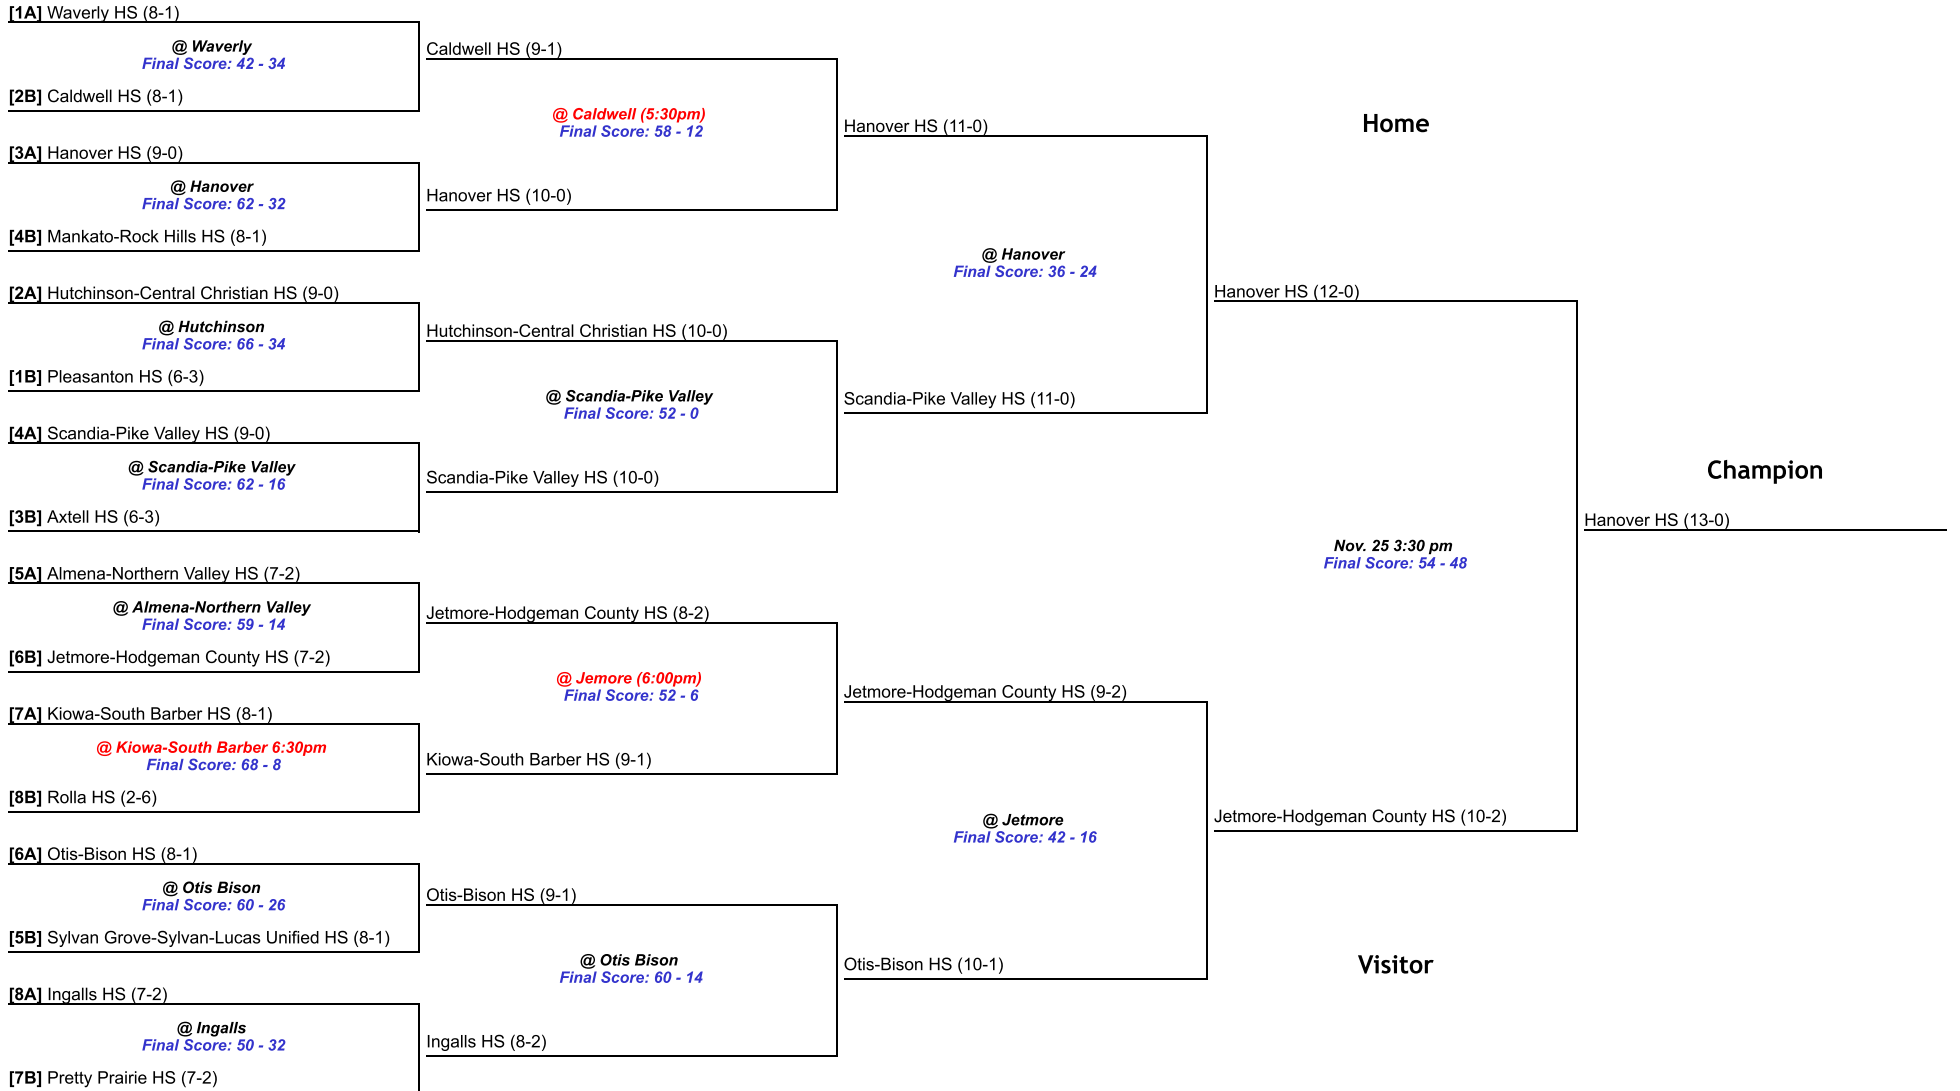 [1A] Waverly HS (8-1)
@ Waverly
Final Score: 42 - 34
[2B] Caldwell HS (8-1)
[3A] Hanover HS (9-0)
@ Hanover
Final Score: 62 - 32
[4B] Mankato-Rock Hills HS (8-1)
[2A] Hutchinson-Central Christian HS (9-0)
@ Hutchinson
Final Score: 66 - 34
[1B] Pleasanton HS (6-3)
[4A] Scandia-Pike Valley HS (9-0)
@ Scandia-Pike Valley
Final Score: 62 - 16
[3B] Axtell HS (6-3)
[5A] Almena-Northern Valley HS (7-2)
@ Almena-Northern Valley
Final Score: 59 - 14
[6B] Jetmore-Hodgeman County HS (7-2)
[7A] Kiowa-South Barber HS (8-1)
@ Kiowa-South Barber 6:30pm
Final Score: 68 - 8
[8B] Rolla HS (2-6)
[6A] Otis-Bison HS (8-1)
@ Otis Bison
Final Score: 60 - 26
[5B] Sylvan Grove-Sylvan-Lucas Unified HS (8-1)
[8A] Ingalls HS (7-2)
@ Ingalls
Final Score: 50 - 32
[7B] Pretty Prairie HS (7-2)
Caldwell HS (9-1)
@ Caldwell (5:30pm)
Final Score: 58 - 12
Hanover HS (10-0)
Hutchinson-Central Christian HS (10-0)
@ Scandia-Pike Valley
Final Score: 52 - 0
Scandia-Pike Valley HS (10-0)
Jetmore-Hodgeman County HS (8-2)
@ Jemore (6:00pm)
Final Score: 52 - 6
Kiowa-South Barber HS (9-1)
Otis-Bison HS (9-1)
@ Otis Bison
Final Score: 60 - 14
Ingalls HS (8-2)
Hanover HS (11-0)
@ Hanover
Final Score: 36 - 24
Scandia-Pike Valley HS (11-0)
Jetmore-Hodgeman County HS (9-2)
@ Jetmore
Final Score: 42 - 16
Otis-Bison HS (10-1)
Home
Hanover HS (12-0)
Nov. 25 3:30 pm
Final Score: 54 - 48
Jetmore-Hodgeman County HS (10-2)
Visitor
Champion
Hanover HS (13-0)